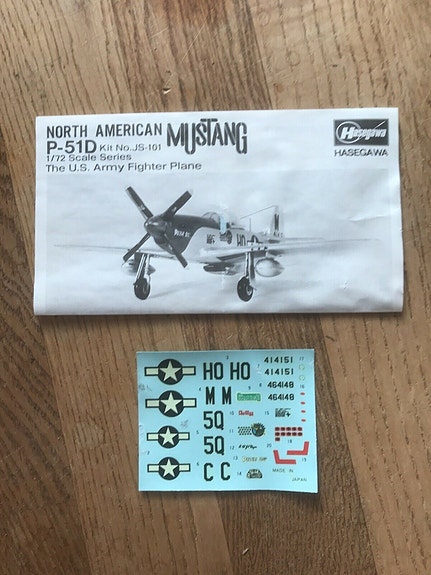 NORTH AMERICAN MUSTANG
P-51D Kit No.JS-101
1/72 Scale Series
The U.S. Army Fighter Plane
Hasegawa
HASEGAWA
HO HO
414151
414151
M M
464148
464148
5Q
5Q
C C
MADE IN
JAPAN